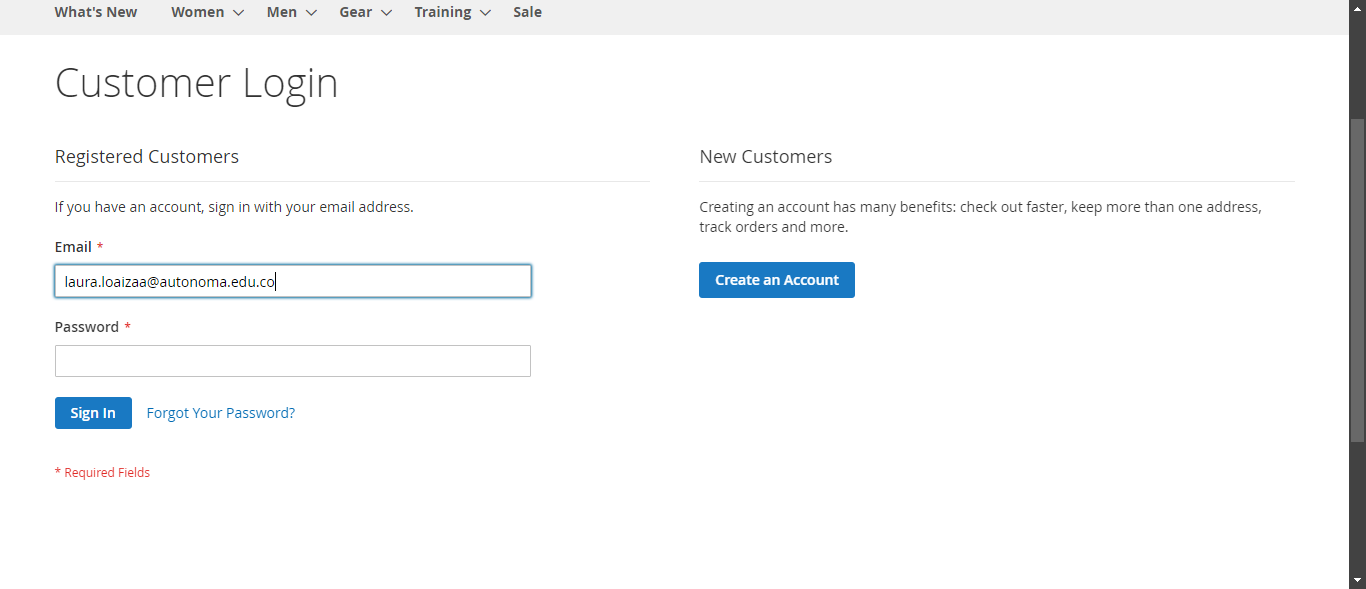 What's New Women Men Gear Training Sale
Customer Login
Registered Customers
If you have an account, sign in with your email address.
Email *
laura.loaizaa@autonoma.edu.co
Password *
Sign In Forgot Your Password?
* Required Fields
New Customers
Creating an account has many benefits: check out faster, keep more than one address,
track orders and more.
Create an Account